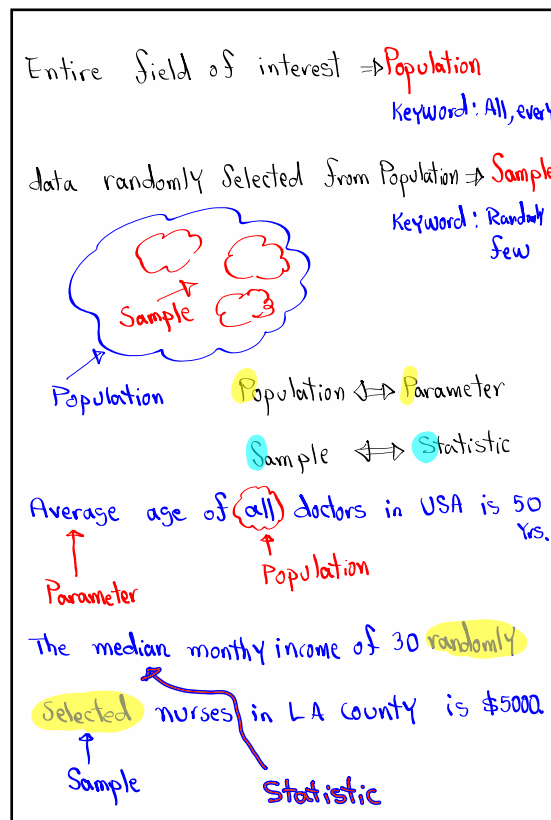 Entire field of interest ⇒ Population
Keyword: All, every
data randomly Selected from Population ⇒ Sample
Keyword: Randomly
few
Sample
Population
Population ⇔ Parameter
Sample ⇔ Statistic
Average age of all doctors in USA is 50
Yrs.
Population
Parameter
The median monthy income of 30 randomly
Selected nurses in LA County is $5000.
Sample
Statistic